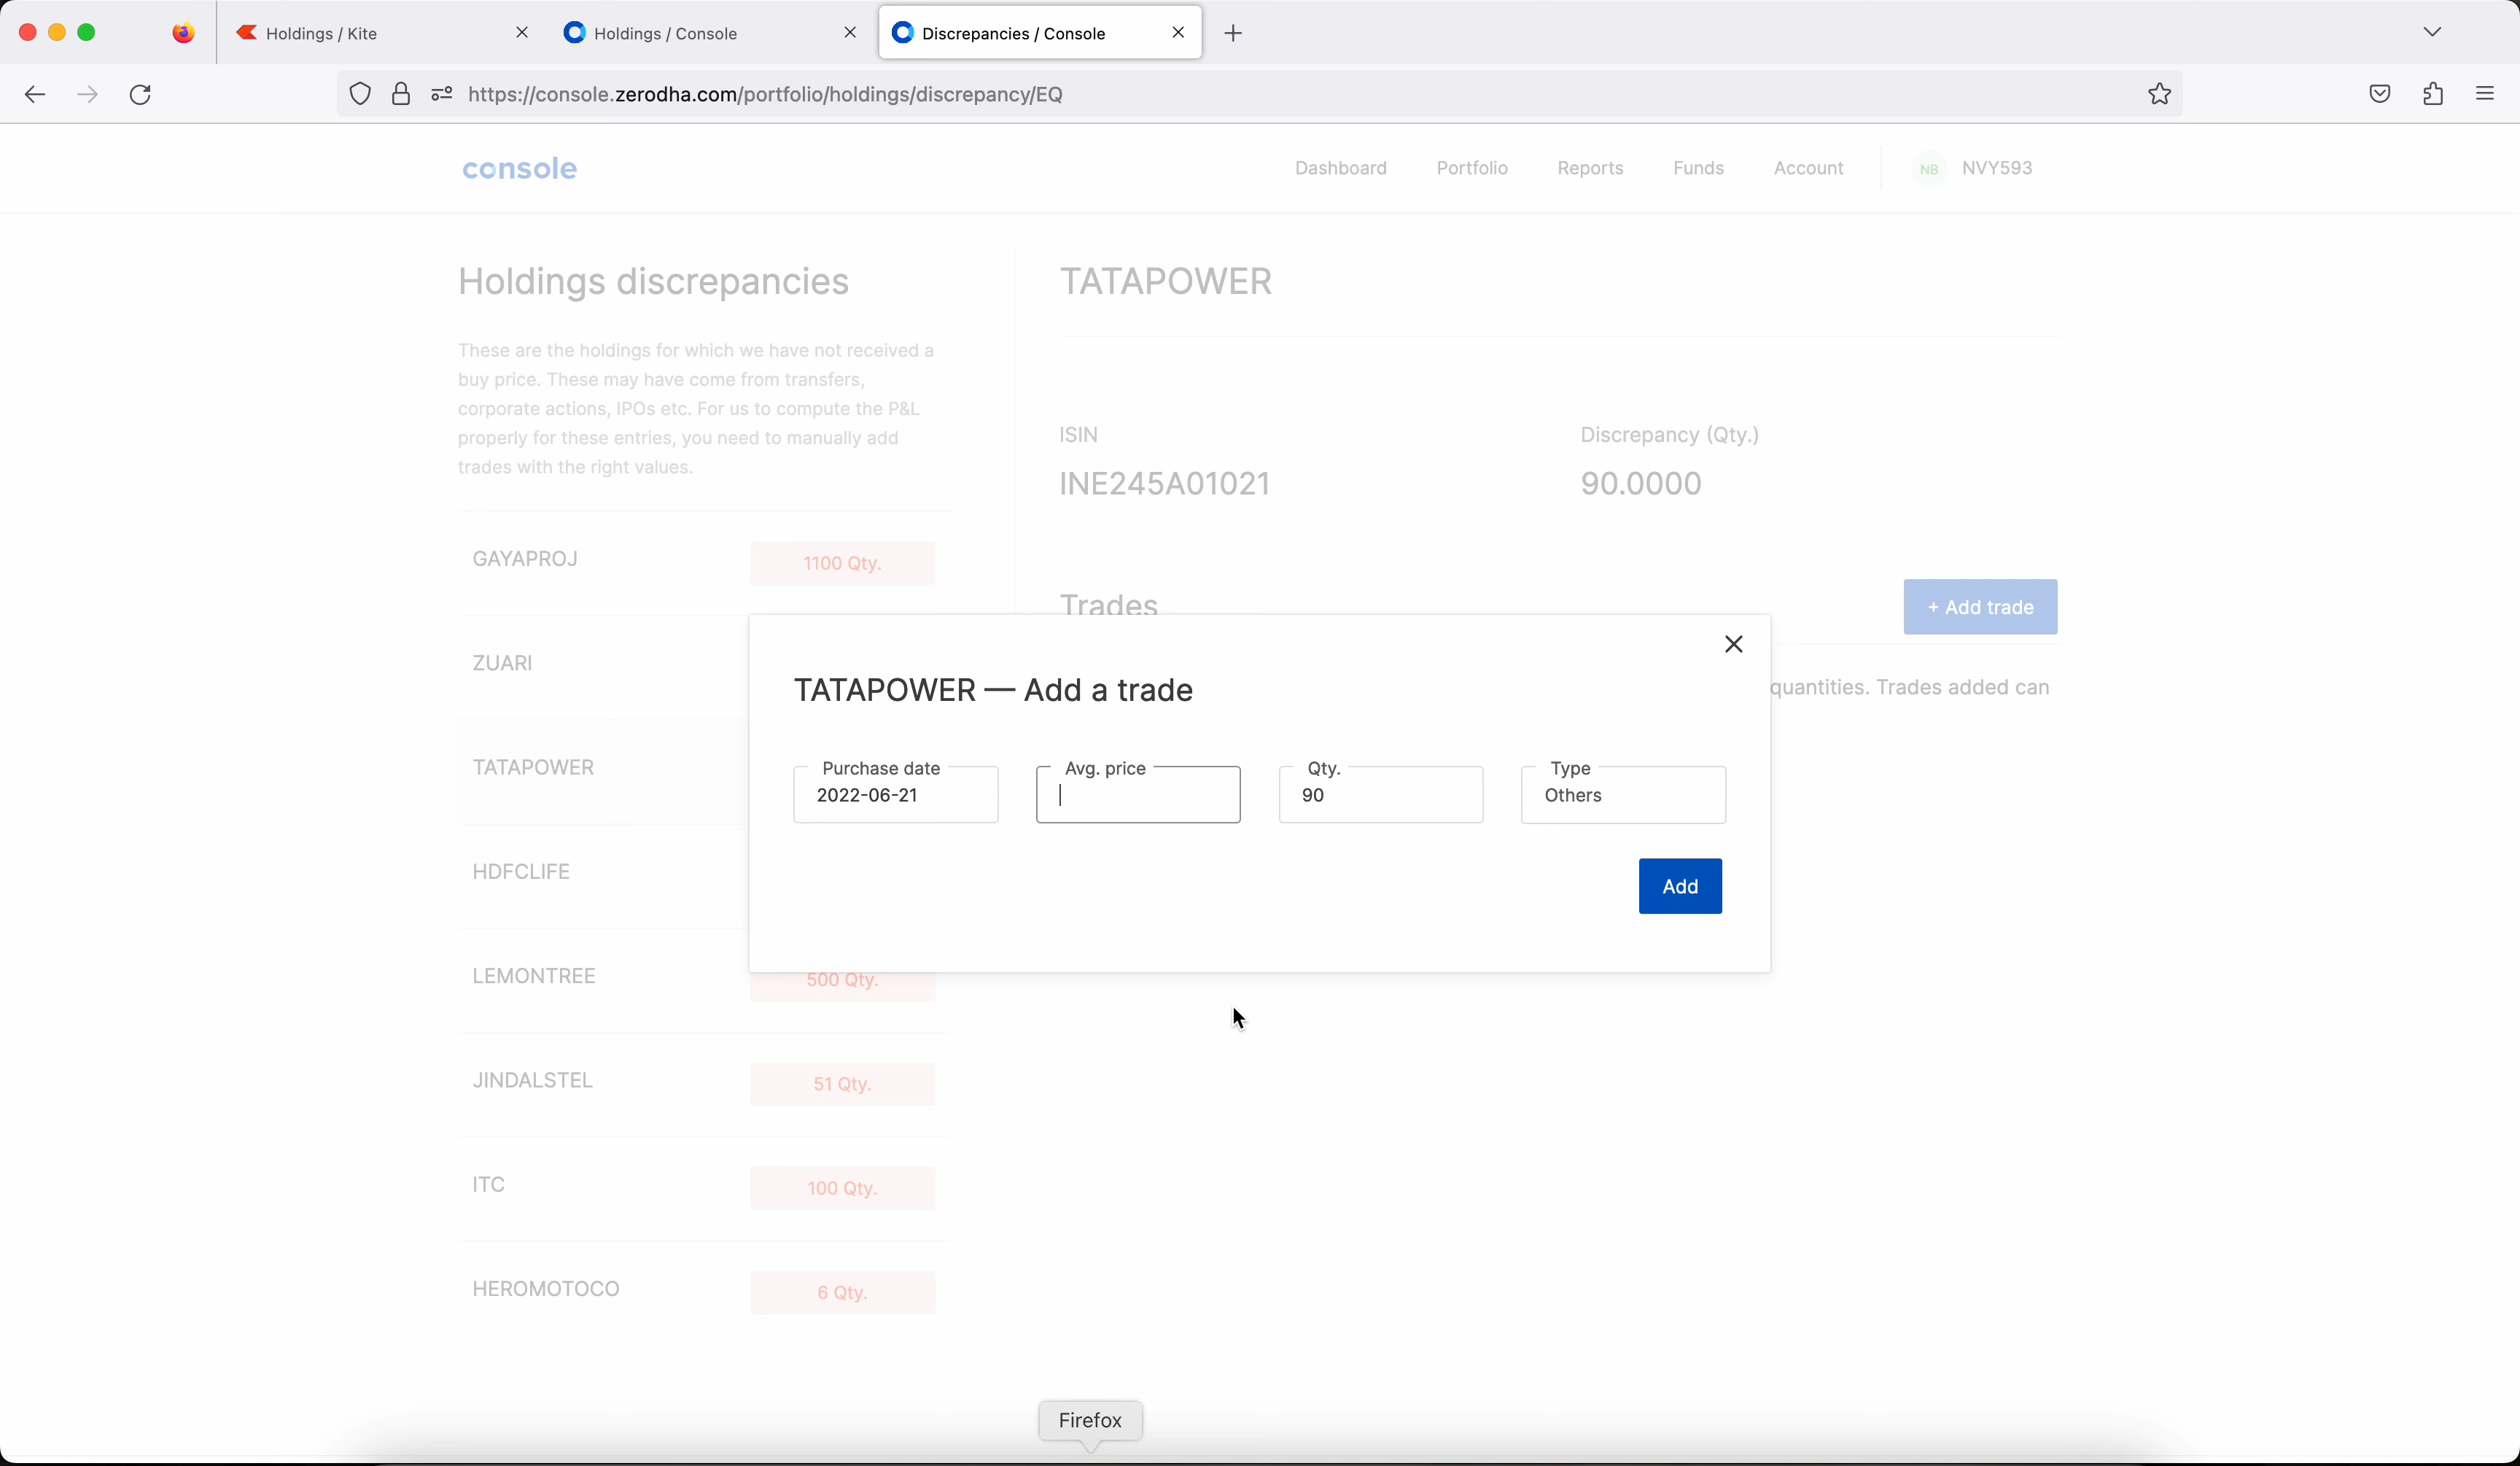 Holdings / Kite
Holdings / Console
Discrepancies / Console
https://console.zerodha.com/portfolio/holdings/discrepancy/EQ
console
Dashboard
Portfolio
Reports
Funds
Account
NB
NVY593
Holdings discrepancies
These are the holdings for which we have not received a
buy price. These may have come from transfers,
corporate actions, IPOs etc. For us to compute the P&L
properly for these entries, you need to manually add
trades with the right values.
GAYAPROJ
1100 Qty.
ZUARI
TATAPOWER
HDFCLIFE
LEMONTREE
500 Qty.
JINDALSTEL
51 Qty.
ITC
100 Qty.
HEROMOTOCO
6 Qty.
TATAPOWER
ISIN
INE245A01021
Discrepancy (Qty.)
90.0000
Trades
+ Add trade
quantities. Trades added can
TATAPOWER — Add a trade
Purchase date
2022-06-21
Avg. price
Qty.
90
Type
Others
Add
Firefox